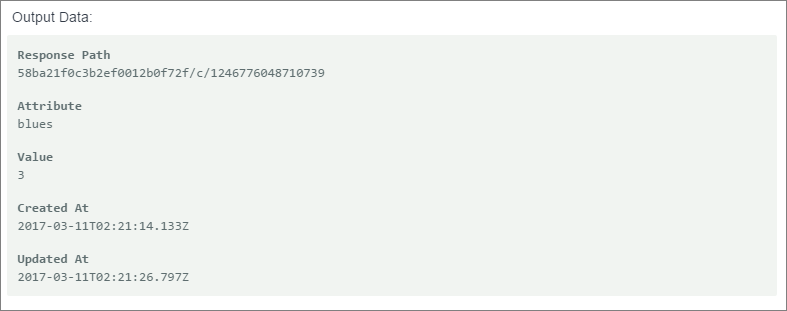 Output Data:
Response Path
58ba21f0c3b2ef0012b0f72f/c/1246776048710739
Attribute
blues
Value
3
Created At
2017-03-11T02:21:14.133Z
Updated At
2017-03-11T02:21:26.797Z